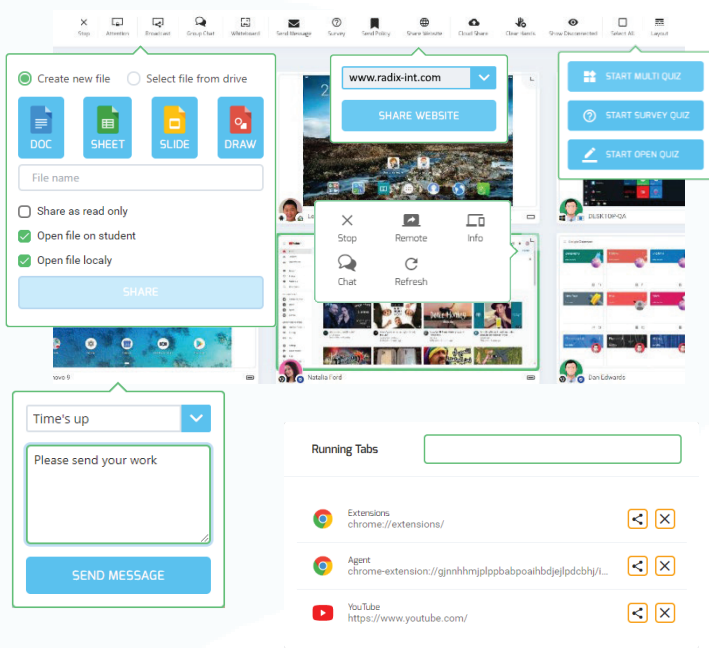 Stop
Attention
Broadcast
Group Chat
Whiteboard
Send Message
Survey
Send Policy
Share Website
Cloud Share
Clear Hands
Show Disconnected
Select All
Layout
Create new file
Select file from drive
DOC
SHEET
SLIDE
DRAW
File name
Share as read only
Open file on student
Open file localy
SHARE
www.radix-int.com
SHARE WEBSITE
START MULTI QUIZ
START SURVEY QUIZ
START OPEN QUIZ
DESKTOP-QA
Stop
Remote
Info
Chat
Refresh
Natalia Ford
Don Edwards
Time's up
Please send your work
SEND MESSAGE
Running Tabs
Extensions
chrome://extensions/
Agent
chrome-extension://gjnnhhmjplppbabpoaihbdjejlpdcbhj/i...
YouTube
https://www.youtube.com/